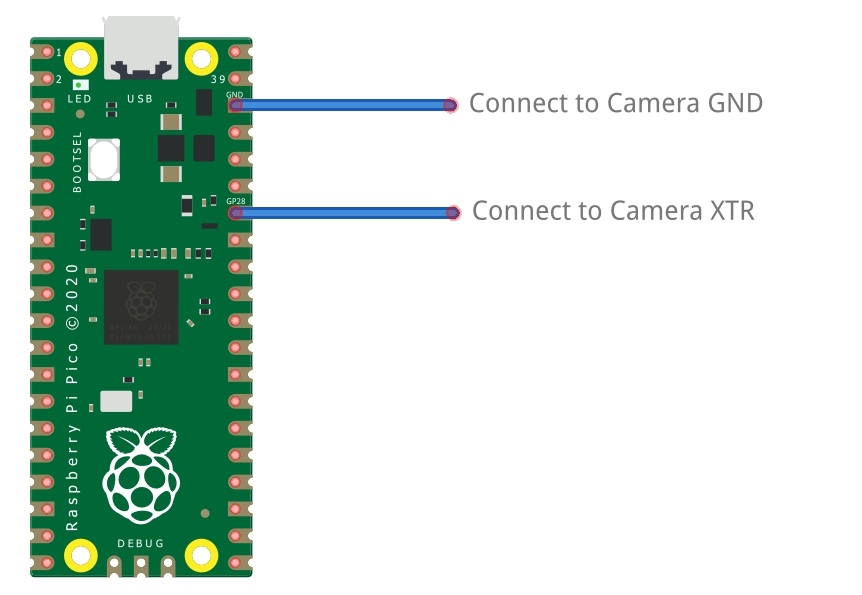 1
2
39
LED
USB
GND
Connect to Camera GND
BOOTSEL
GP28
Connect to Camera XTR
Raspberry Pi Pico ©2020
DEBUG